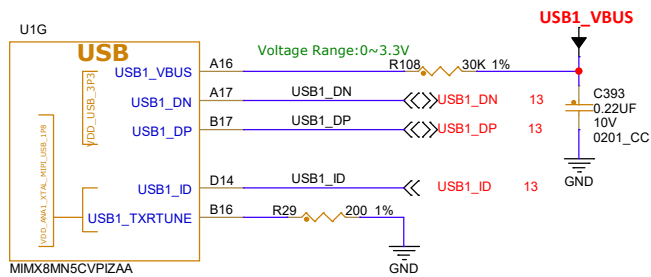 USB1_VBUS
U1G
USB
Voltage Range:0~3.3V
USB1_VBUS A16 R108 30K 1%
USB1_DN A17 USB1_DN USB1_DN 13
USB1_DP B17 USB1_DP USB1_DP 13
C393
0.22UF
10V
0201_CC
GND
VDD_USB_3P3
VDD_ANA1_XTAL_MIPI_USB_1P8
USB1_ID D14 USB1_ID USB1_ID 13
USB1_TXRTUNE B16 R29 200 1%
GND
MIMX8MN5CVPIZAA